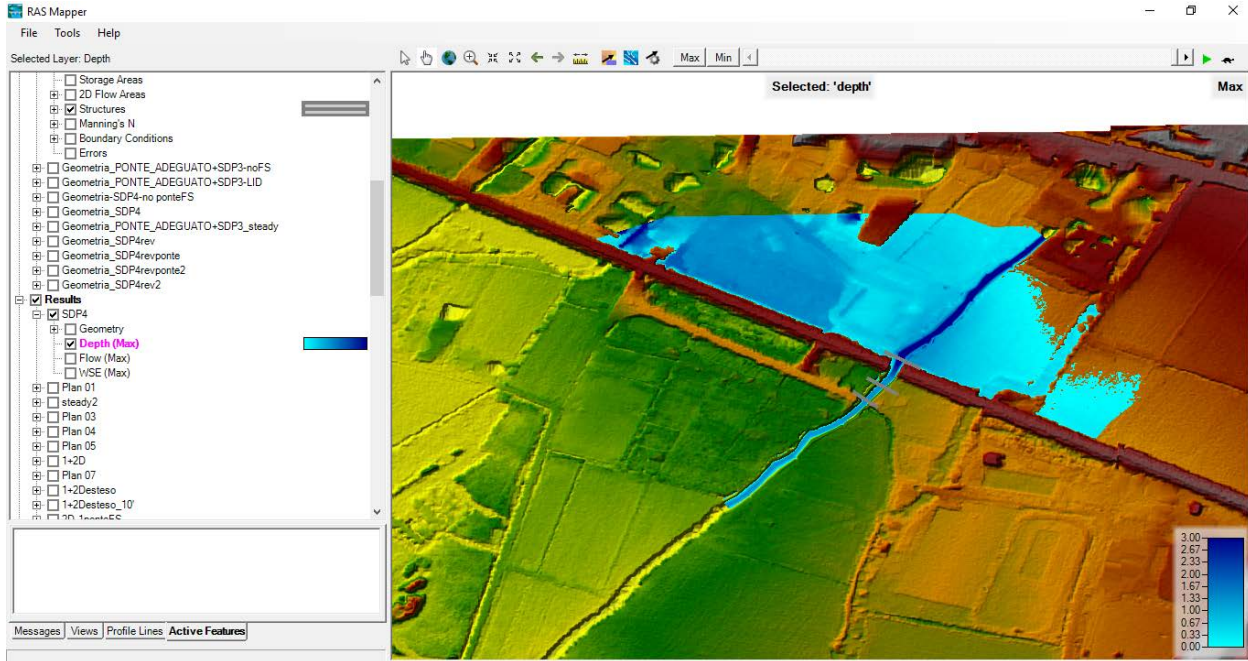 RAS Mapper
File Tools Help
Selected Layer: Depth
Max Min
Storage Areas
2D Flow Areas
Structures
Manning's N
Boundary Conditions
Errors
Geometria_PONTE_ADEGUATO+SDP3-noFS
Geometria_PONTE_ADEGUATO+SDP3-LID
Geometria-SDP4-no ponteFS
Geometria_SDP4
Geometria_PONTE_ADEGUATO+SDP3_steady
Geometria_SDP4rev
Geometria_SDP4revponte
Geometria_SDP4revponte2
Geometria_SDP4rev2
Results
SDP4
Geometry
Depth (Max)
Flow (Max)
WSE (Max)
Plan 01
steady2
Plan 03
Plan 04
Plan 05
1+2D
Plan 07
1+2Desteso
1+2Desteso_10'
2D-1ponteFS
Messages Views Profile Lines Active Features
Selected: 'depth'
Max
3.00
2.67
2.33
2.00
1.67
1.33
1.00
0.67
0.33
0.00